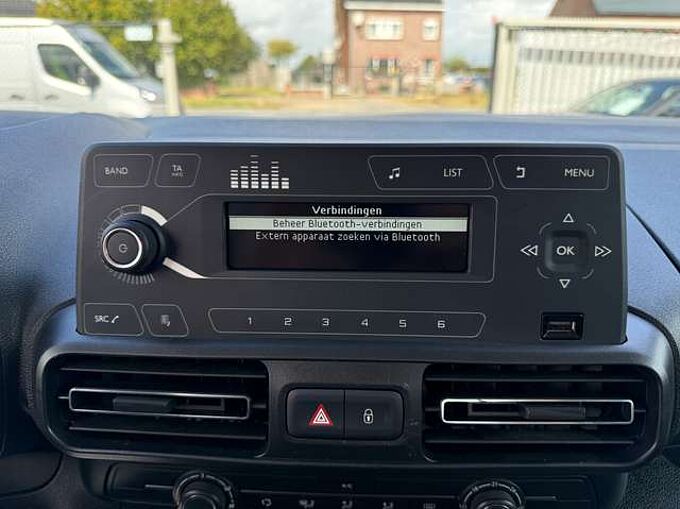 BAND
TA
INFO
LIST
MENU
Verbindingen
Beheer Bluetooth-verbindingen
Extern apparaat zoeken via Bluetooth
OK
SRC
1 2 3 4 5 6